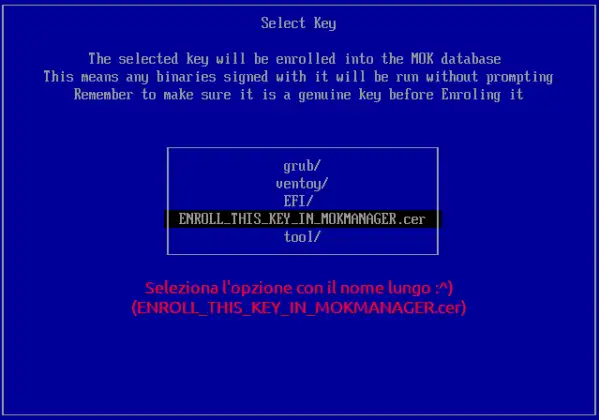 Select Key
The selected key will be enrolled into the MOK database
This means any binaries signed with it will be run without prompting
Remember to make sure it is a genuine key before Enroling it
grub/
ventoy/
EFI/
ENROLL_THIS_KEY_IN_MOKMANAGER.cer
tool/
Seleziona l'opzione con il nome lungo :^)
(ENROLL_THIS_KEY_IN_MOKMANAGER.cer)